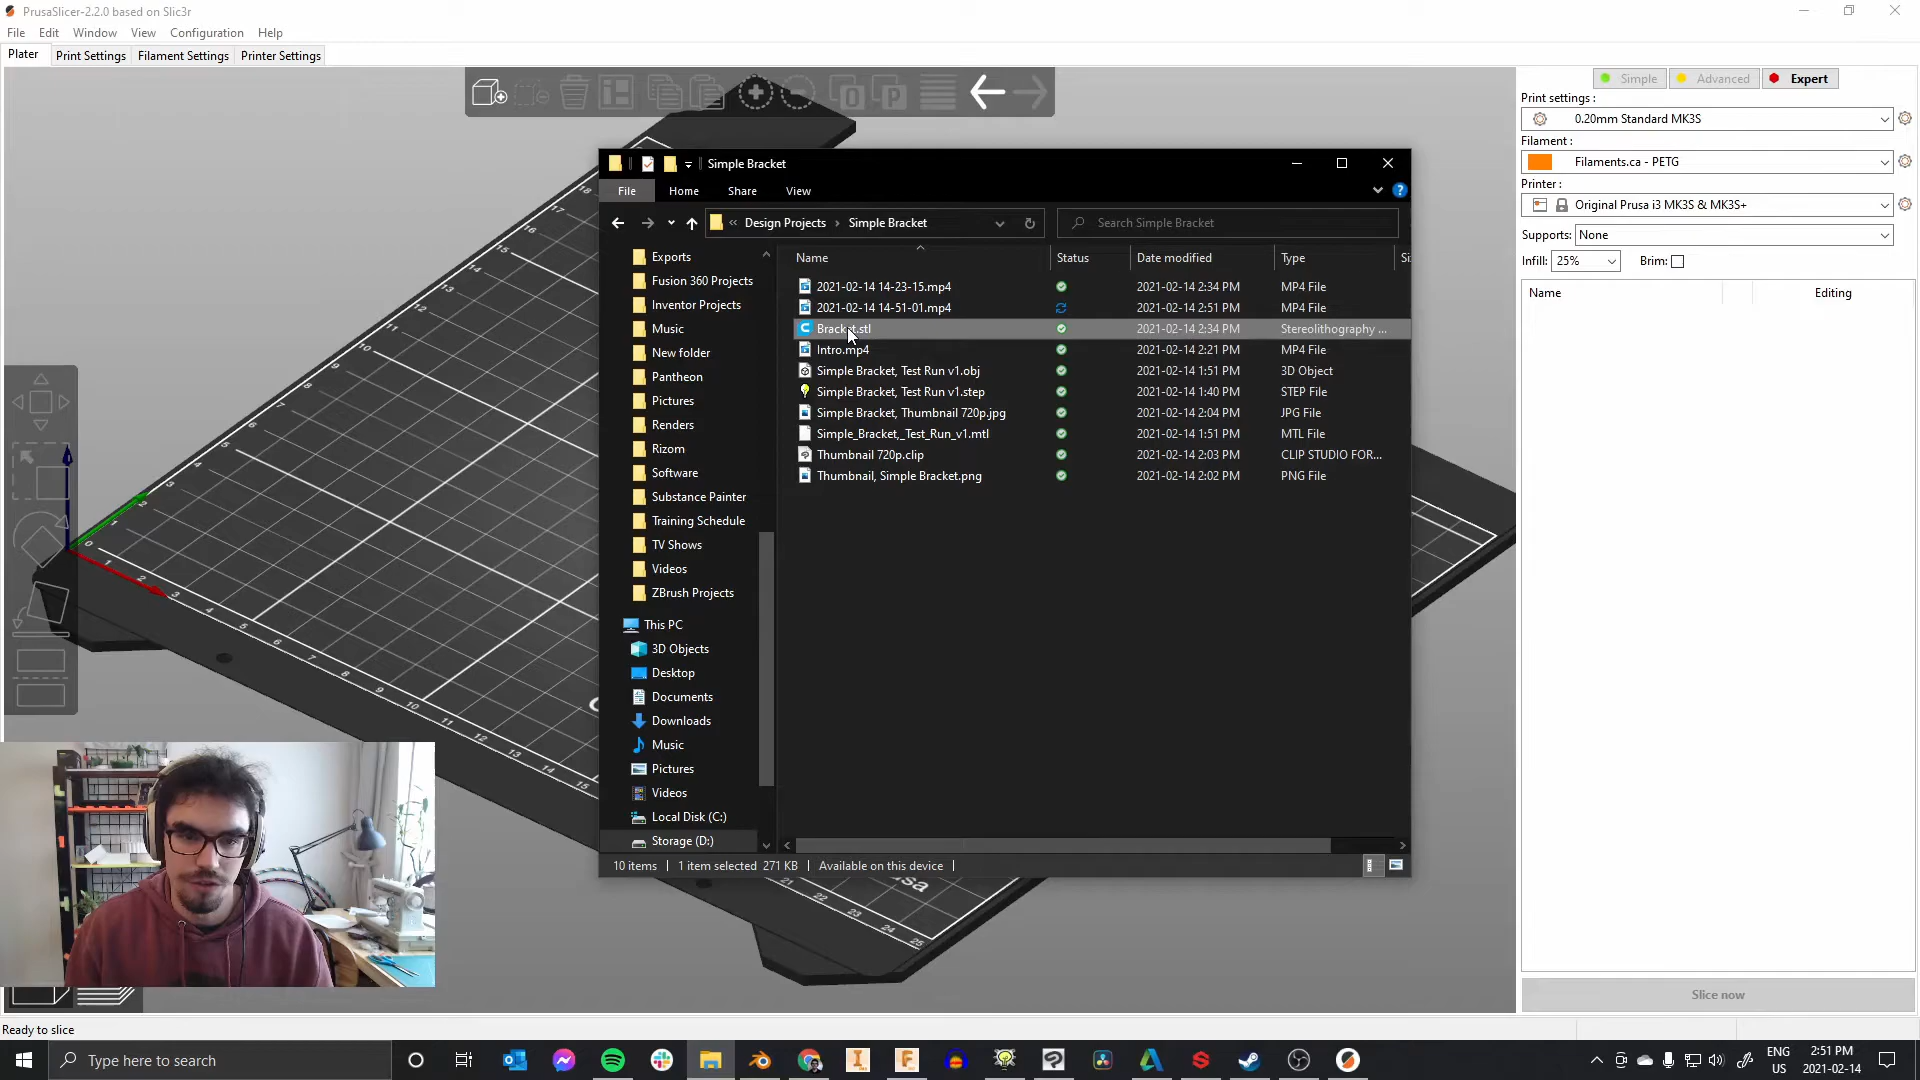 PrusaSlicer-2.2.0 based on Slic3r
File Edit Window View Configuration Help
Plater Print Settings Filament Settings Printer Settings
Simple Advanced Expert
Print settings :
0.20mm Standard MK3S
Filament :
Filaments.ca - PETG
Printer :
Original Prusa i3 MK3S & MK3S+
Supports: None
Infill: 25% Brim:
Name Editing
Simple Bracket
File Home Share View
« Design Projects › Simple Bracket
Search Simple Bracket
Exports
Fusion 360 Projects
Inventor Projects
Music
New folder
Pantheon
Pictures
Renders
Rizom
Software
Substance Painter
Training Schedule
TV Shows
Videos
ZBrush Projects
This PC
3D Objects
Desktop
Documents
Downloads
Music
Pictures
Videos
Local Disk (C:)
Storage (D:)
Name Status Date modified Type Si
2021-02-14 14-23-15.mp4 2021-02-14 2:34 PM MP4 File
2021-02-14 14-51-01.mp4 2021-02-14 2:51 PM MP4 File
Bracket.stl 2021-02-14 2:34 PM Stereolithography ...
Intro.mp4 2021-02-14 2:21 PM MP4 File
Simple Bracket, Test Run v1.obj 2021-02-14 1:51 PM 3D Object
Simple Bracket, Test Run v1.step 2021-02-14 1:40 PM STEP File
Simple Bracket, Thumbnail 720p.jpg 2021-02-14 2:04 PM JPG File
Simple_Bracket,_Test_Run_v1.mtl 2021-02-14 1:51 PM MTL File
Thumbnail 720p.clip 2021-02-14 2:03 PM CLIP STUDIO FOR...
Thumbnail, Simple Bracket.png 2021-02-14 2:02 PM PNG File
10 items 1 item selected 271 KB Available on this device
Slice now
Ready to slice
Type here to search
ENG
US
2:51 PM
2021-02-14